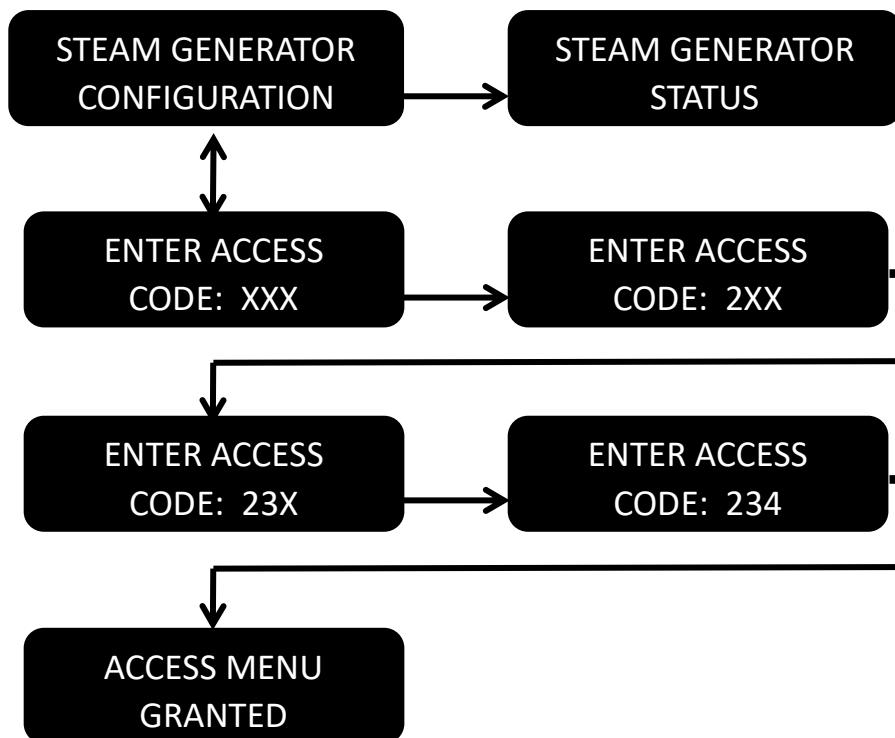 STEAM GENERATOR
CONFIGURATION
STEAM GENERATOR
STATUS
ENTER ACCESS
CODE:  XXX
ENTER ACCESS
CODE:  2XX
ENTER ACCESS
CODE:  23X
ENTER ACCESS
CODE:  234
ACCESS MENU
GRANTED